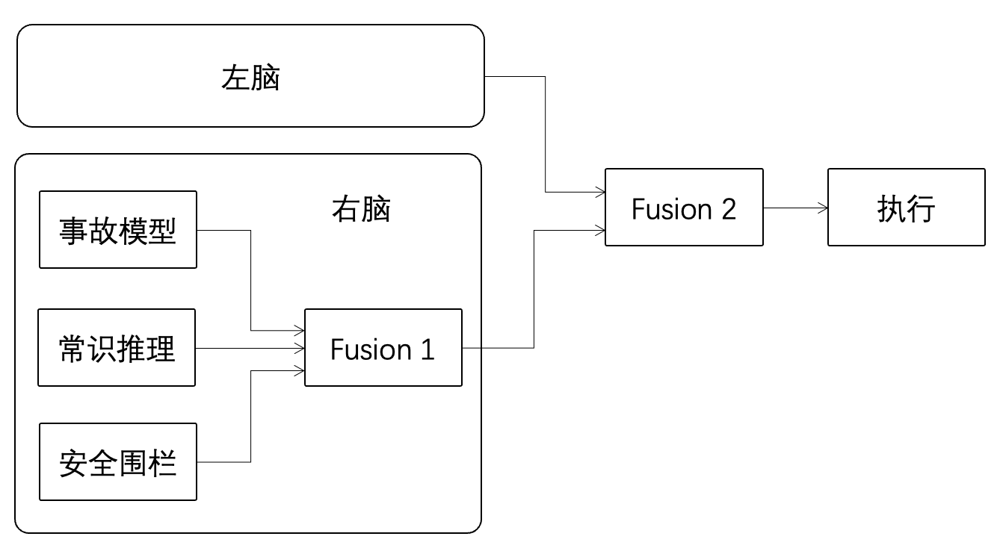 左脑
右脑
事故模型
常识推理
安全围栏
Fusion 1
Fusion 2
执行